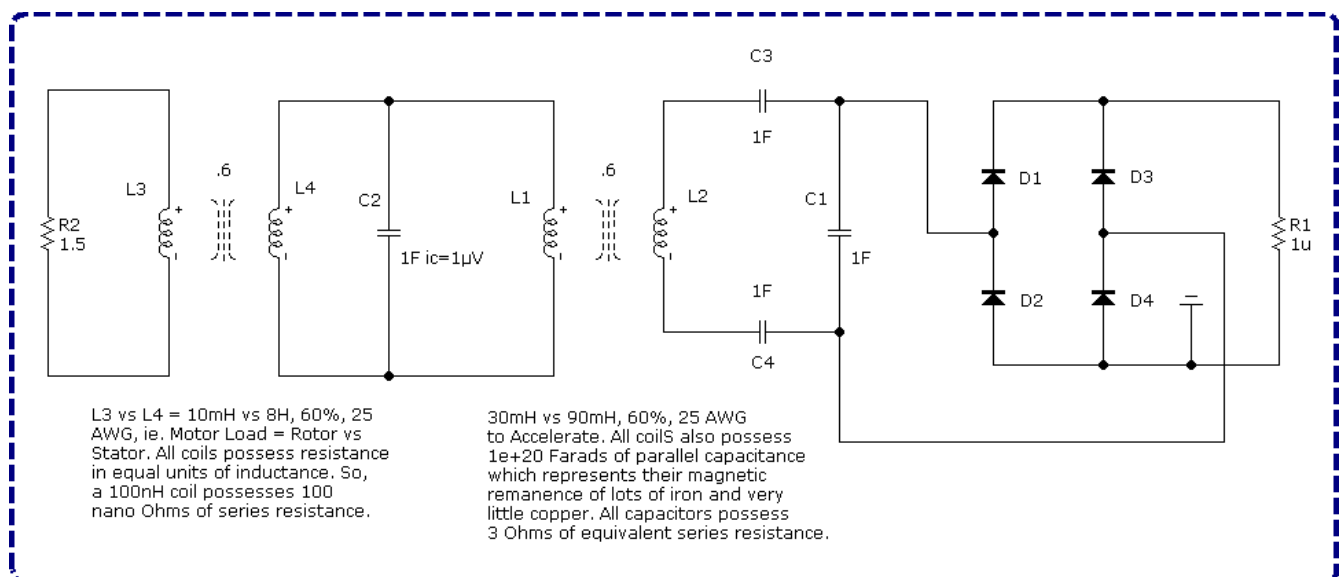 C3
1F
.6
.6
L3
L4
C2
L1
L2
C1
D1
D3
R2
1.5
R1
1u
1F ic=1µV
1F
1F
D2
D4
C4
L3 vs L4 = 10mH vs 8H, 60%, 25
AWG, ie. Motor Load = Rotor vs
Stator. All coils possess resistance
in equal units of inductance. So,
a 100nH coil possesses 100
nano Ohms of series resistance.
30mH vs 90mH, 60%, 25 AWG
to Accelerate. All coilS also possess
1e+20 Farads of parallel capacitance
which represents their magnetic
remanence of lots of iron and very
little copper. All capacitors possess
3 Ohms of equivalent series resistance.